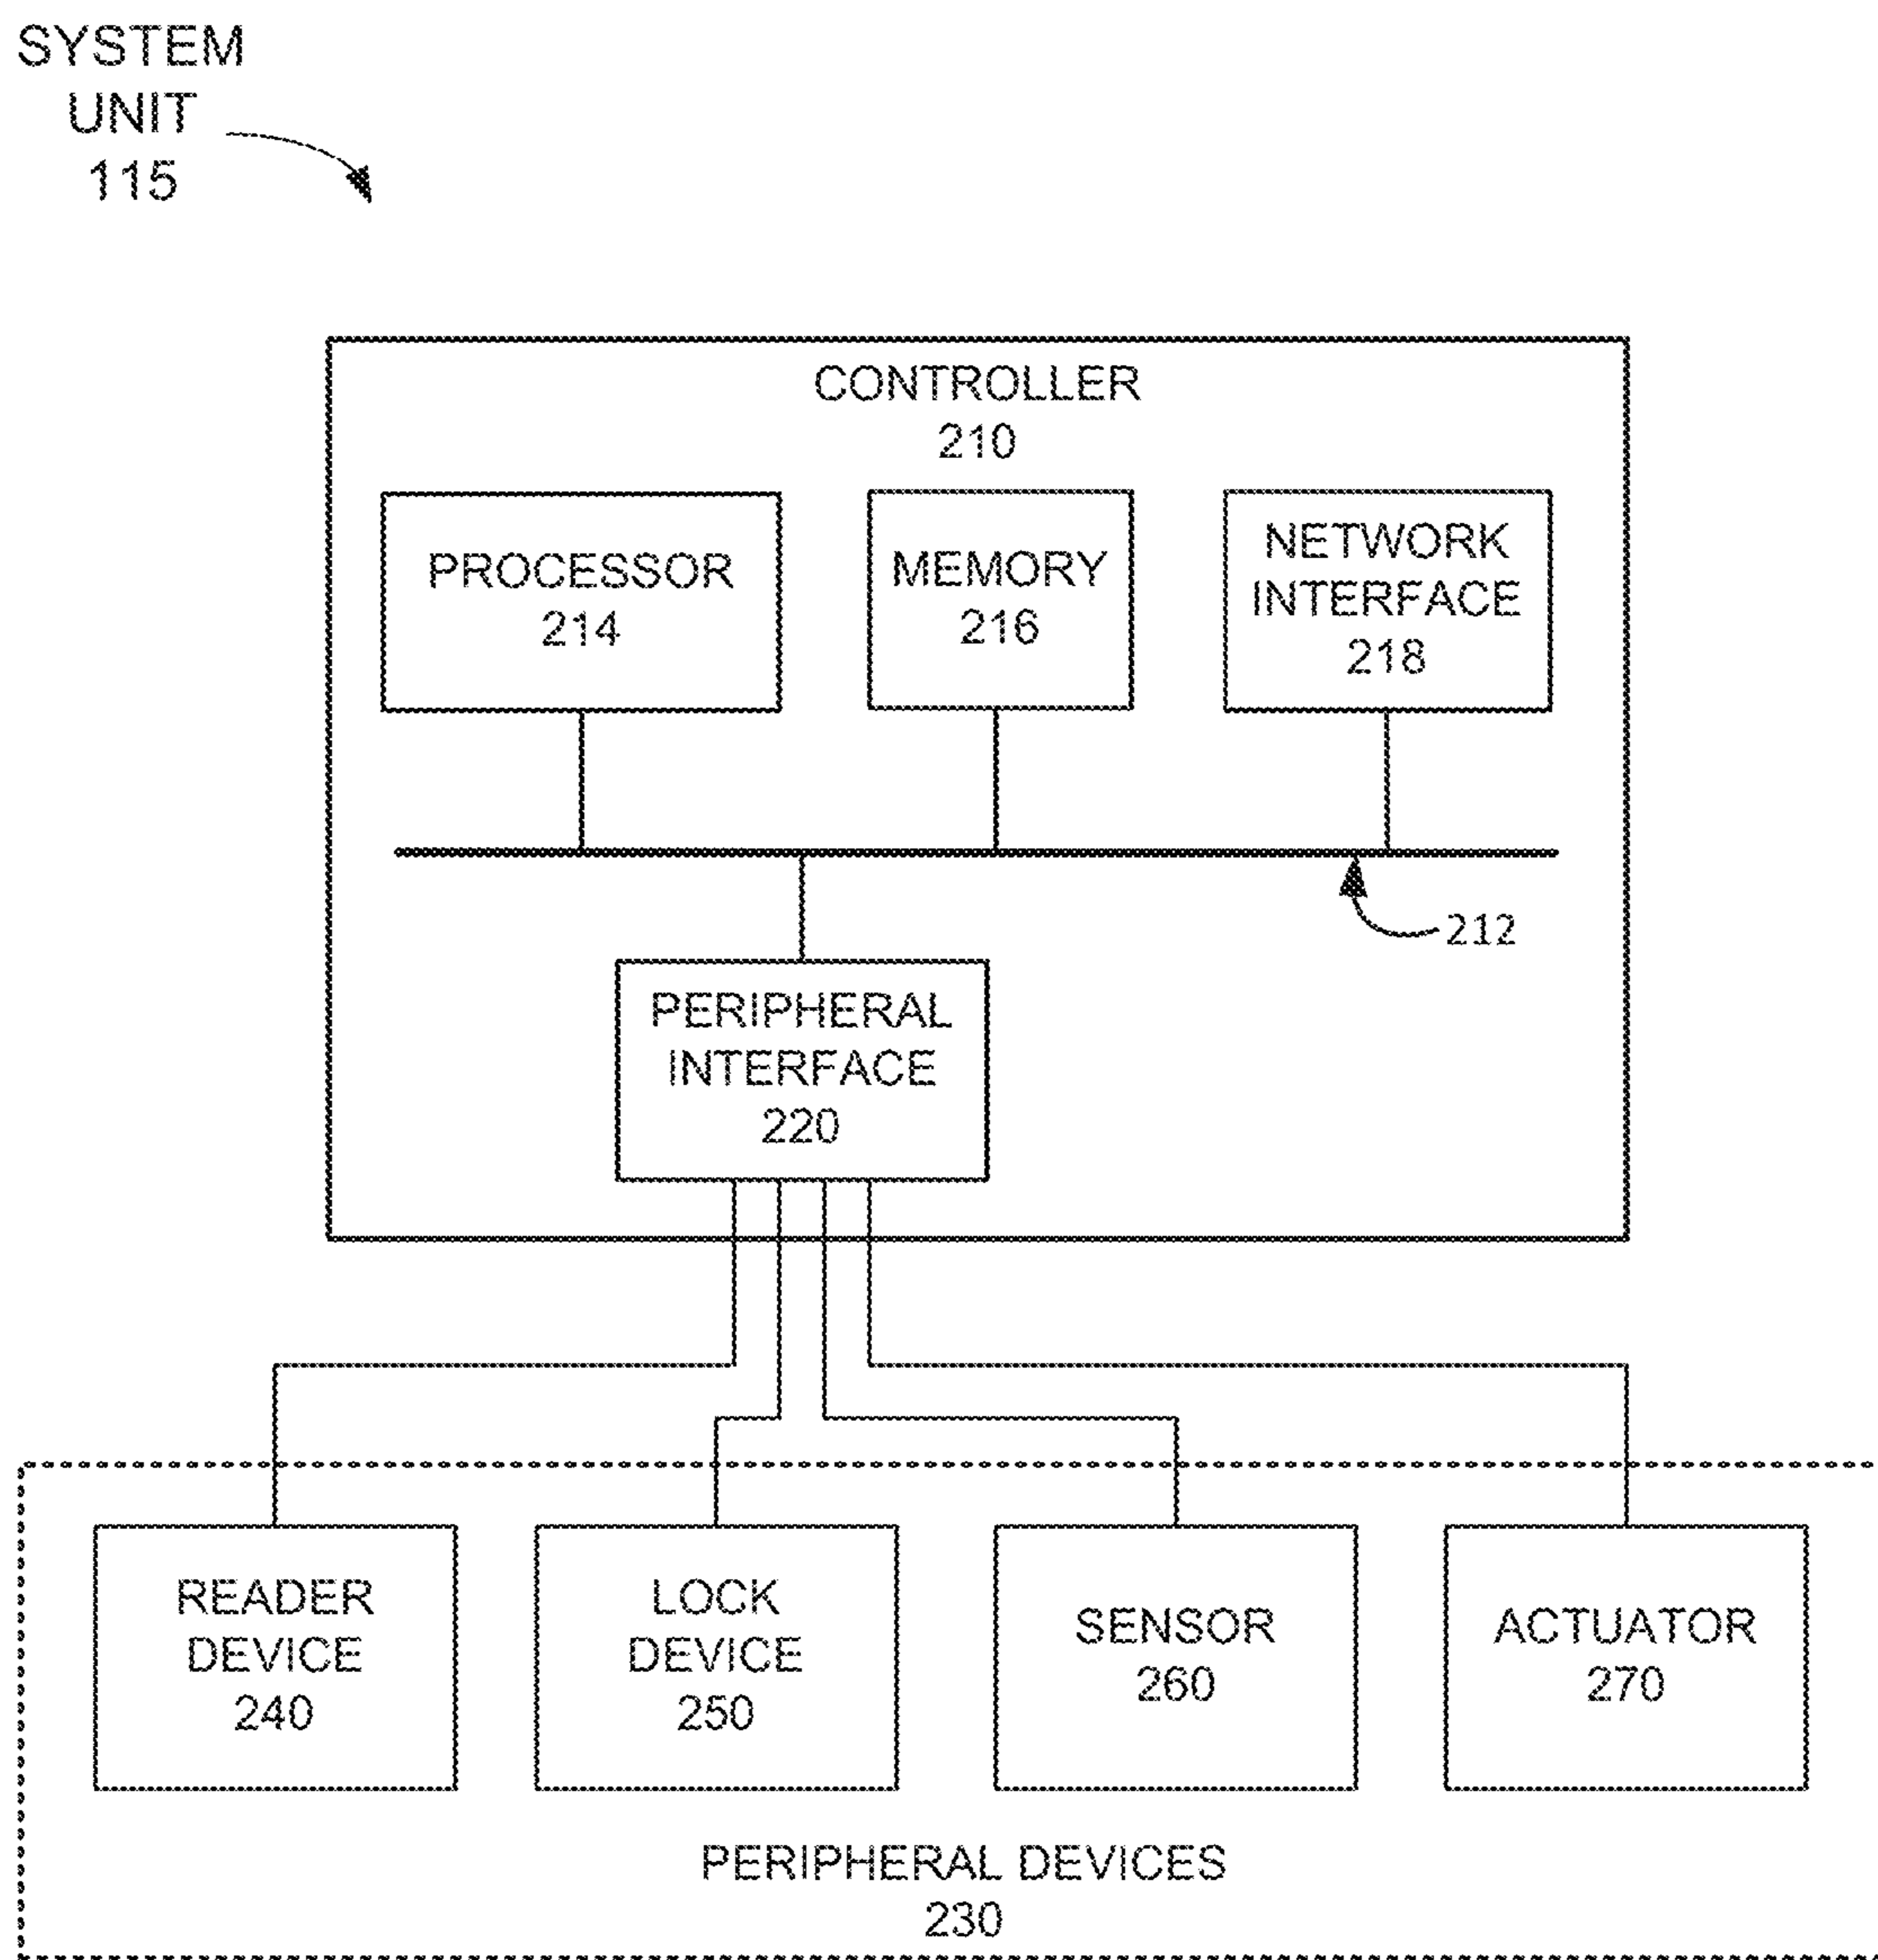 SYSTEM
UNIT
115
CONTROLLER
210
PROCESSOR
214
MEMORY
216
NETWORK
INTERFACE
218
212
PERIPHERAL
INTERFACE
220
READER
DEVICE
240
LOCK
DEVICE
250
SENSOR
260
ACTUATOR
270
PERIPHERAL DEVICES
230